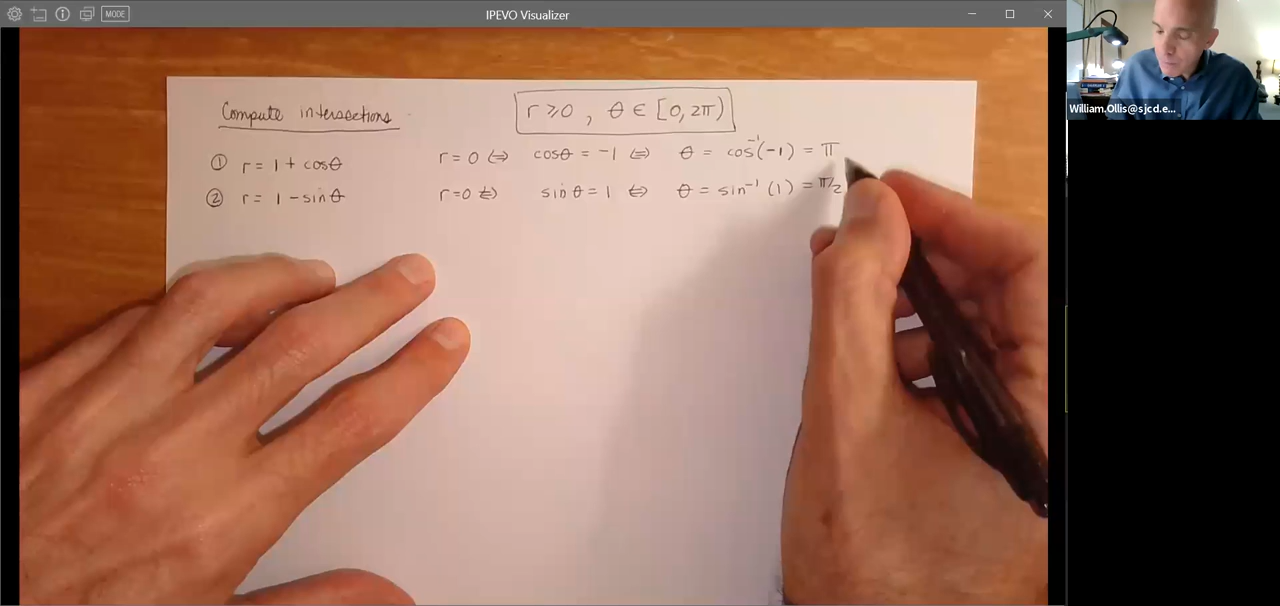 MODE
IPEVO Visualizer
William.Ollis@sjcd.e...
Compute intersections
r ⩾ 0 , θ ∈ [0, 2π)
① r = 1 + cosθ r = 0 ⇔ cosθ = -1 ⇔ θ = cos⁻¹(-1) = π
② r = 1 - sinθ r = 0 ⇔ sinθ = 1 ⇔ θ = sin⁻¹(1) = π/2